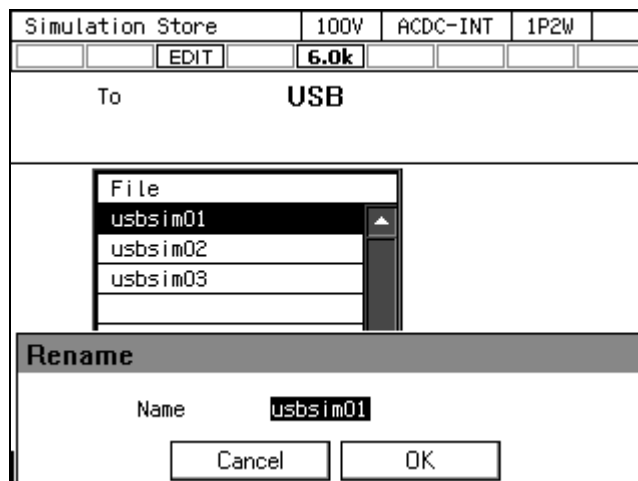 Simulation Store 100V ACDC-INT 1P2W
EDIT 6.0k
To USB
File
usbsim01
usbsim02
usbsim03
Rename
Name usbsim01
Cancel OK